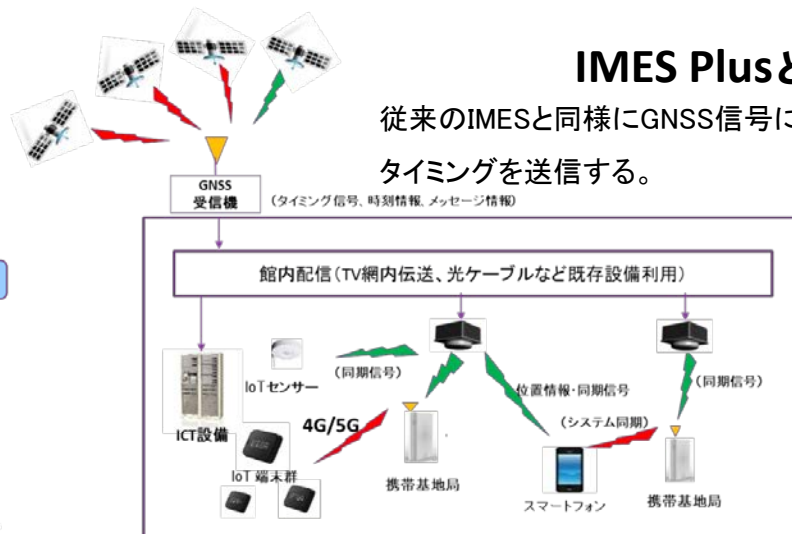 IMES Plusと
従来のIMESと同様にGNSS信号に
タイミングを送信する。
GNSS
受信機
(タイミング信号、時刻情報、メッセージ情報)
館内配信(TV網内伝送、光ケーブルなど既存設備利用)
IoTセンサー
(同期信号)
位置情報・同期信号
(同期信号)
ICT設備
4G/5G
(システム同期)
IoT 端末群
携帯基地局
スマートフォン
携帯基地局